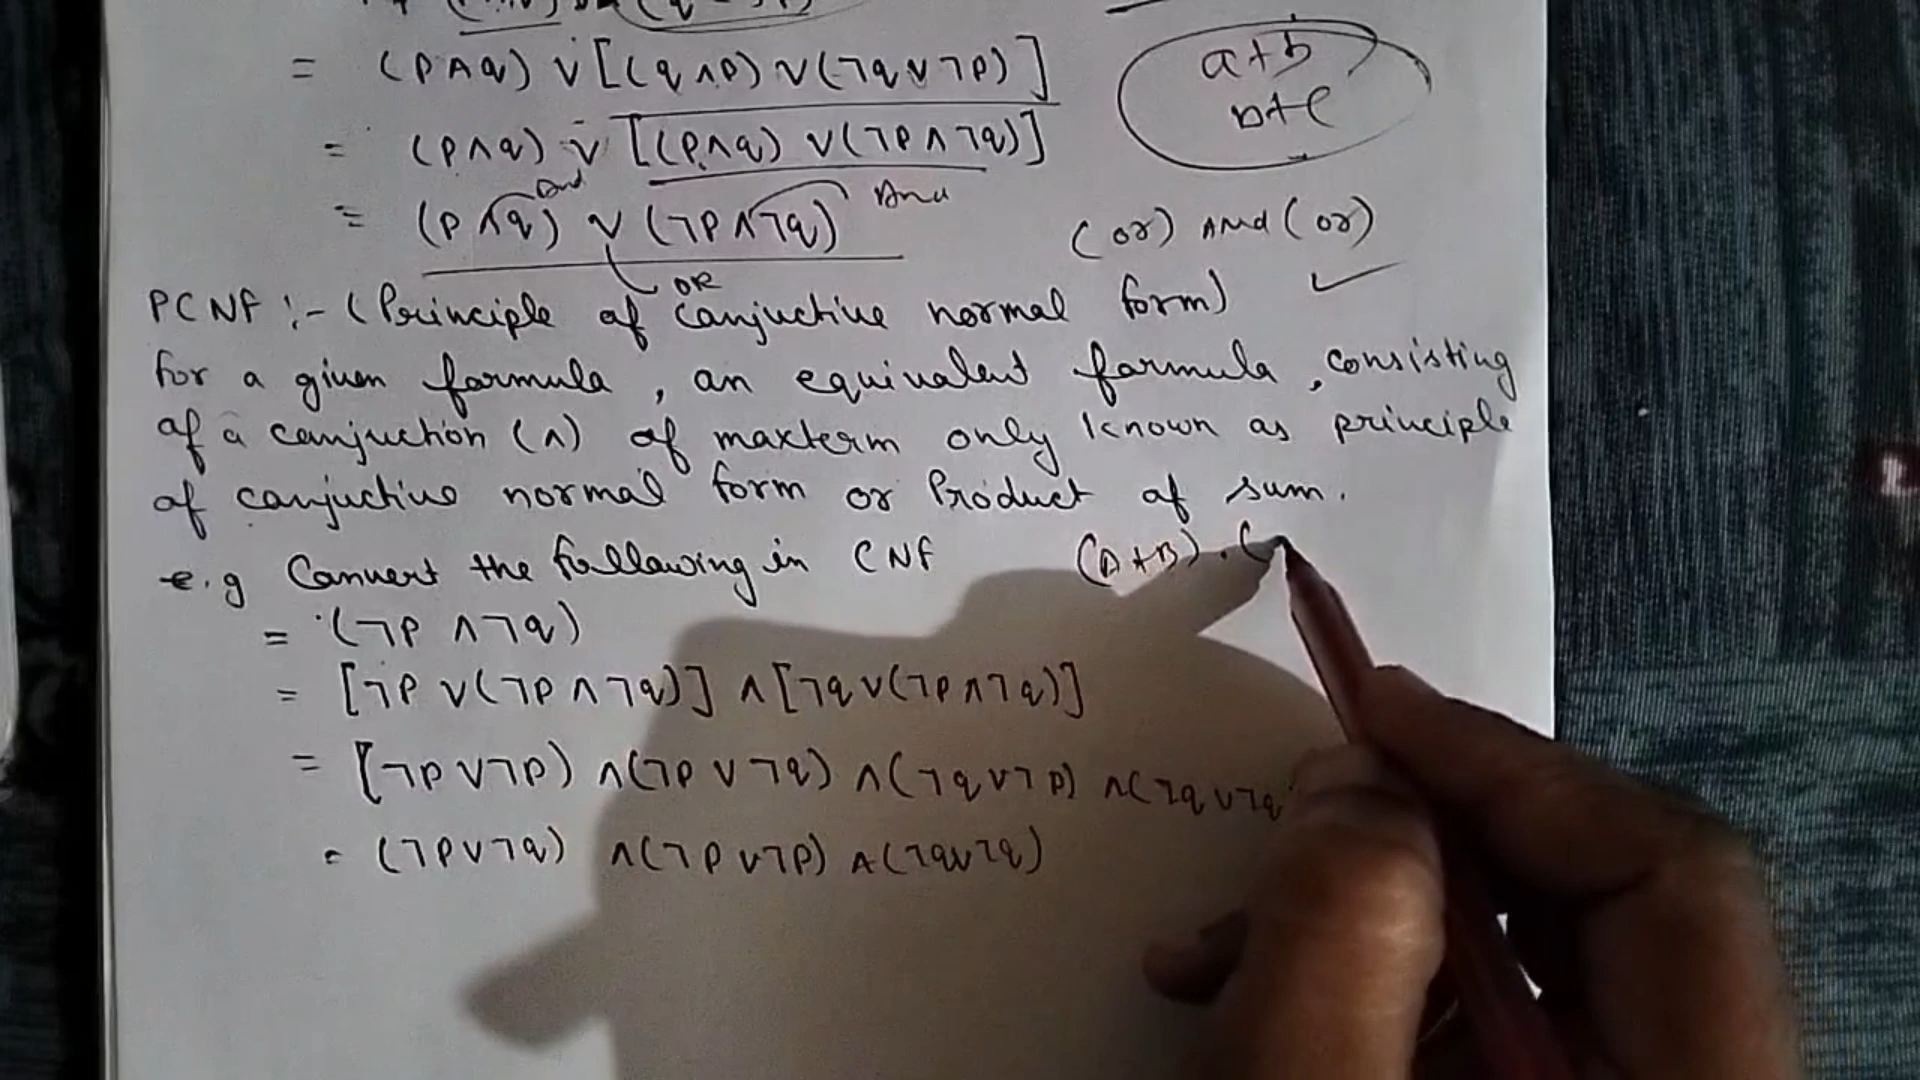 = (P∧q) ∨ [(q∧p) ∨ (¬q ∨ ¬p)]
a+b
b+c
= (p∧q) ∨ [(p∧q) ∨ (¬p∧¬q)]
And
And
= (p∧q) ∨ (¬p∧¬q)
(or) And (or)
OR
PCNF :- (Principle of Conjuctive normal form)
for a given formula, an equivalent formula, consisting
of a conjuction (∧) of maxterm only known as principle
of conjuctive normal form or Product of sum.
e.g Convert the following in CNF
(A+B) . (
= (¬P ∧ ¬q)
= [¬P ∨ (¬P ∧ ¬q)] ∧ [¬q ∨ (¬p ∧ ¬q)]
= [¬P ∨ ¬P) ∧ (¬P ∨ ¬q) ∧ (¬q ∨ ¬p) ∧ (¬q ∨ ¬q
= (¬P ∨ ¬q) ∧ (¬P ∨ ¬P) ∧ (¬q ∨ ¬q)